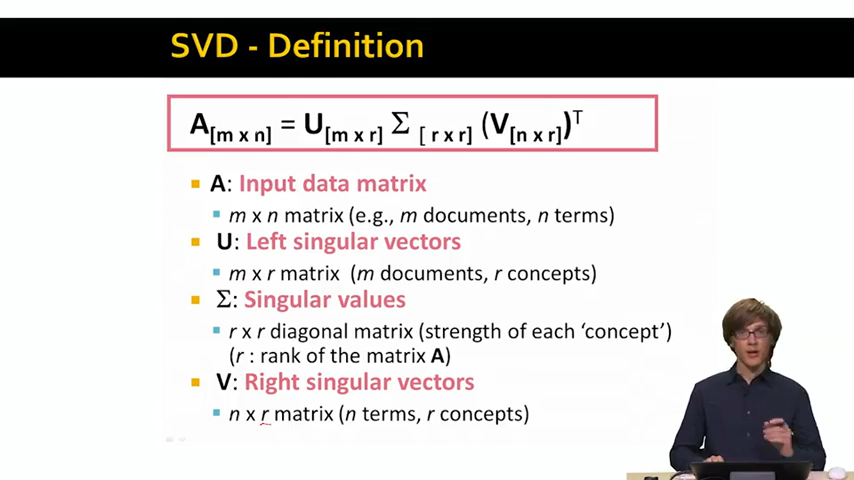 SVD - Definition
A[m x n] = U[m x r] Σ [ r x r] (V[n x r])T
A: Input data matrix
m x n matrix (e.g., m documents, n terms)
U: Left singular vectors
m x r matrix (m documents, r concepts)
Σ: Singular values
r x r diagonal matrix (strength of each ‘concept’)
(r : rank of the matrix A)
V: Right singular vectors
n x r matrix (n terms, r concepts)